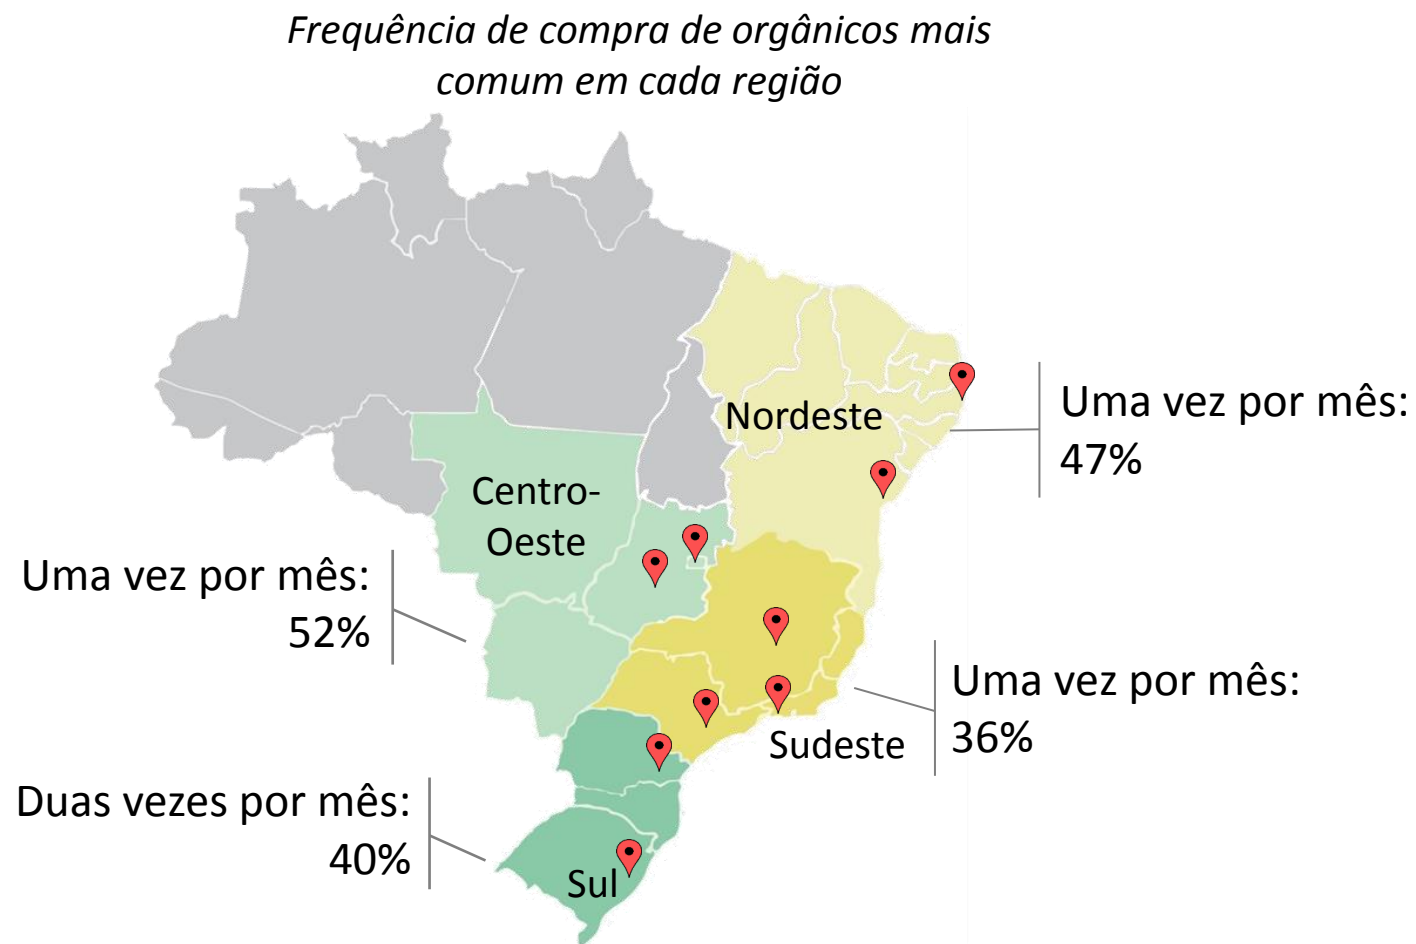 Frequência de compra de orgânicos mais
comum em cada região
Nordeste
Uma vez por mês:
47%
Centro-
Oeste
Uma vez por mês:
52%
Uma vez por mês:
36%
Sudeste
Duas vezes por mês:
40%
Sul